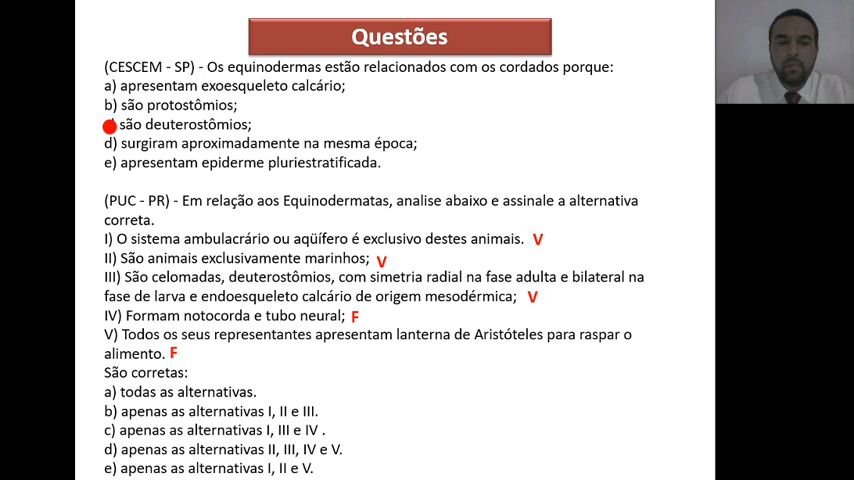 Questões
(CESCEM - SP) - Os equinodermas estão relacionados com os cordados porque:
a) apresentam exoesqueleto calcário;
b) são protostômios;
) são deuterostômios;
d) surgiram aproximadamente na mesma época;
e) apresentam epiderme pluriestratificada.
(PUC - PR) - Em relação aos Equinodermatas, analise abaixo e assinale a alternativa
correta.
I) O sistema ambulacrário ou aqüífero é exclusivo destes animais. V
II) São animais exclusivamente marinhos; V
III) São celomadas, deuterostômios, com simetria radial na fase adulta e bilateral na
fase de larva e endoesqueleto calcário de origem mesodérmica; V
IV) Formam notocorda e tubo neural; F
V) Todos os seus representantes apresentam lanterna de Aristóteles para raspar o
alimento. F
São corretas:
a) todas as alternativas.
b) apenas as alternativas I, II e III.
c) apenas as alternativas I, III e IV .
d) apenas as alternativas II, III, IV e V.
e) apenas as alternativas I, II e V.